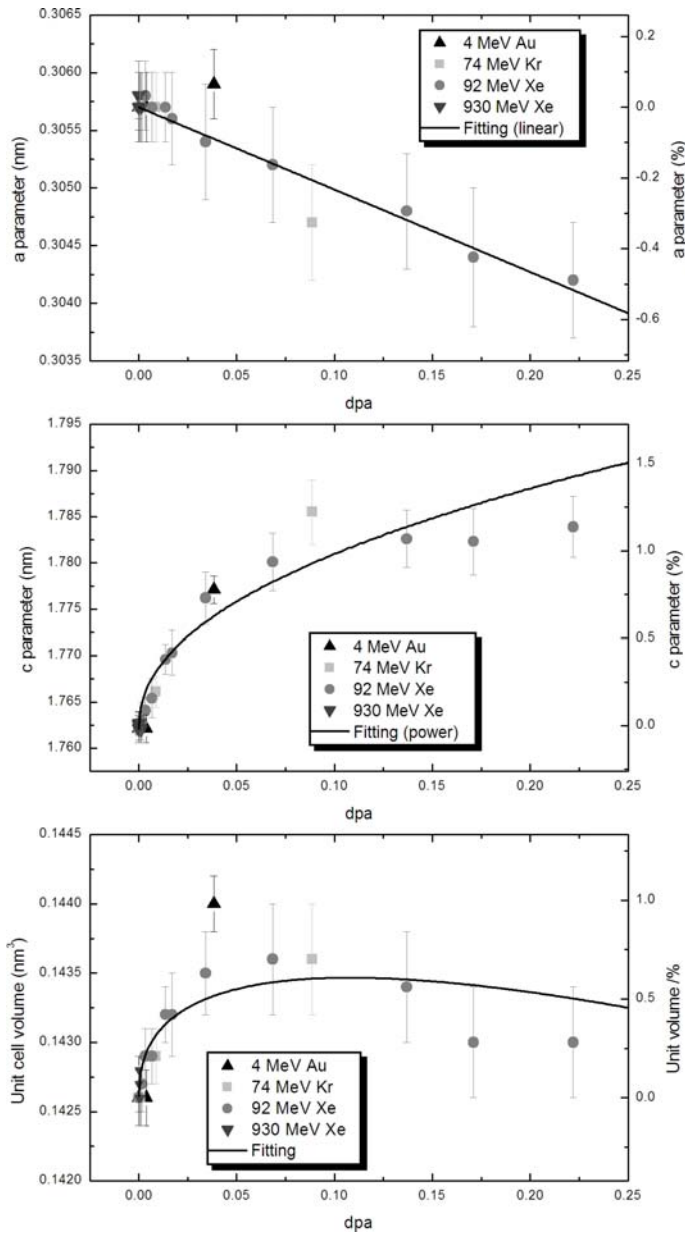 0.3065
0.3060
0.3055
0.3050
0.3045
0.3040
0.3035
a parameter (nm)
0.2
0.0
-0.2
-0.4
-0.6
a parameter (%)
4 MeV Au
74 MeV Kr
92 MeV Xe
930 MeV Xe
Fitting (linear)
0.00 0.05 0.10 0.15 0.20 0.25
dpa
1.795
1.790
1.785
1.780
1.775
1.770
1.765
1.760
c parameter (nm)
1.5
1.0
0.5
0.0
c parameter (%)
4 MeV Au
74 MeV Kr
92 MeV Xe
930 MeV Xe
Fitting (power)
0.00 0.05 0.10 0.15 0.20 0.25
dpa
0.1445
0.1440
0.1435
0.1430
0.1425
0.1420
Unit cell volume (nm³)
1.0
0.5
0.0
Unit volume /%
4 MeV Au
74 MeV Kr
92 MeV Xe
930 MeV Xe
Fitting
0.00 0.05 0.10 0.15 0.20 0.25
dpa